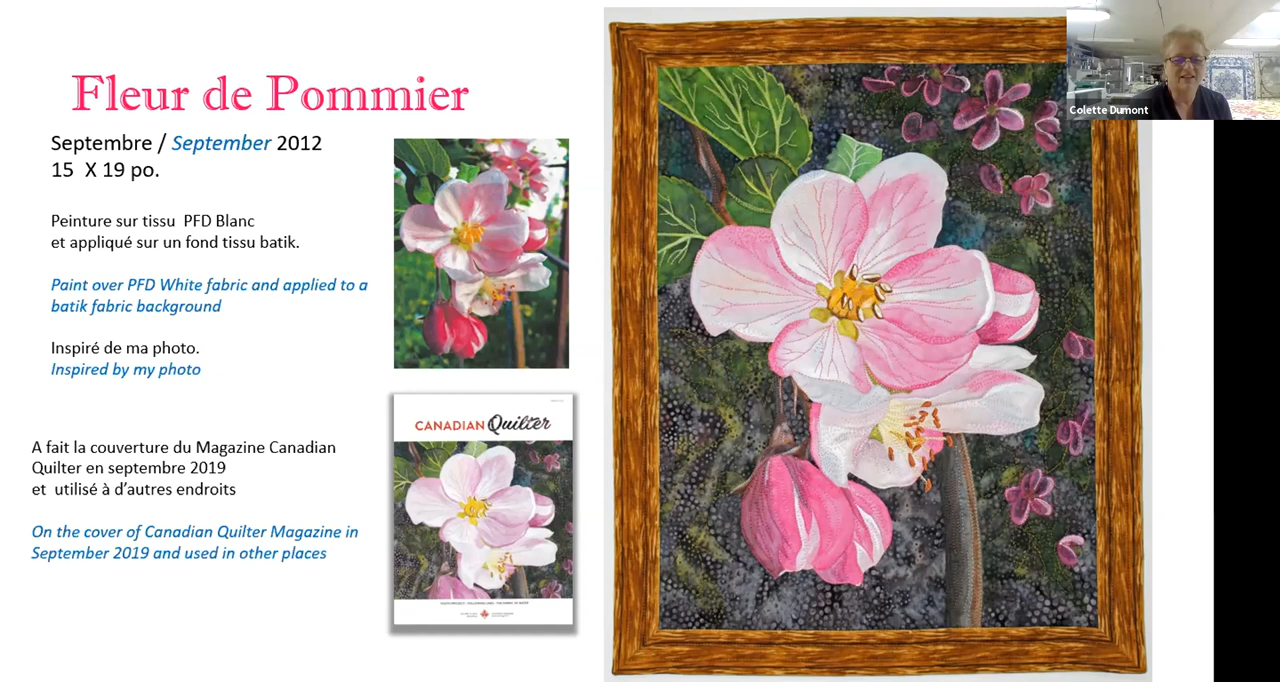 Fleur de Pommier
Septembre / September 2012
15 X 19 po.
Peinture sur tissu PFD Blanc
et appliqué sur un fond tissu batik.
Paint over PFD White fabric and applied to a
batik fabric background
Inspiré de ma photo.
Inspired by my photo
A fait la couverture du Magazine Canadian
Quilter en septembre 2019
et utilisé à d’autres endroits
On the cover of Canadian Quilter Magazine in
September 2019 and used in other places
CANADIAN Quilter
Colette Dumont